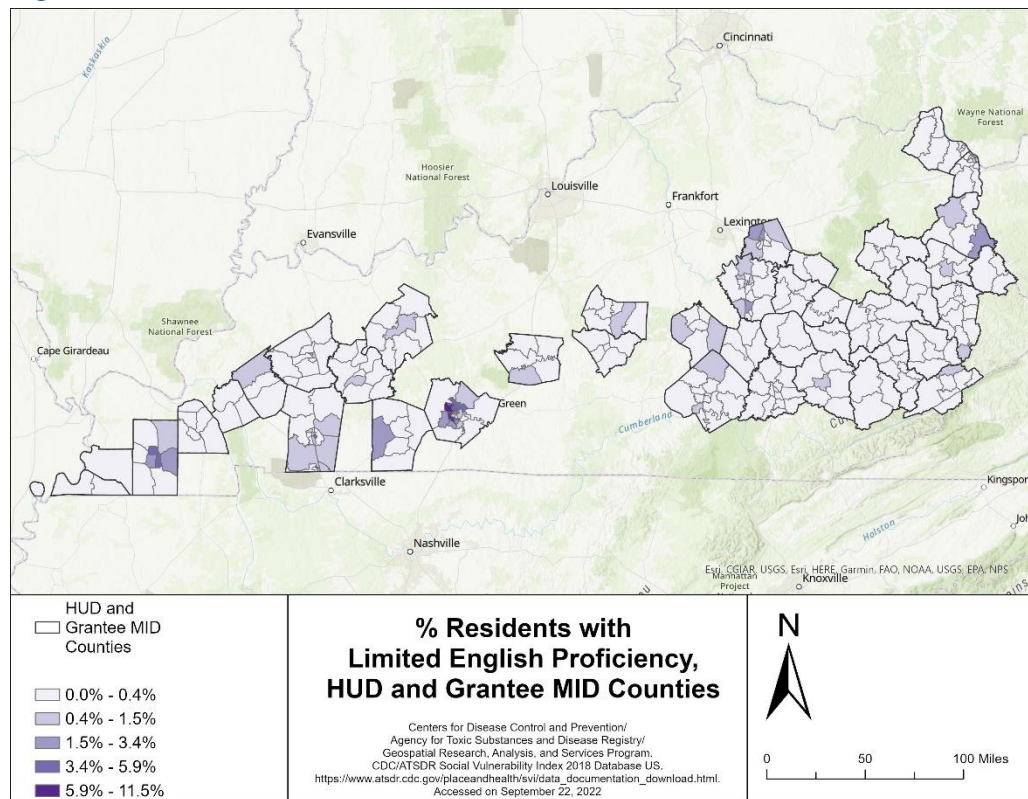 Cincinnati
Kaskaskia
Wayne National
Forest
Hoosier
National Forest
Louisville
Frankfort
Lexington
Evansville
Shawnee
National Forest
Cape Girardeau
Green
Cumberland
Clarksville
Kingspor
Joh
Holston
Nashville
Esri, CGIAR, USGS, Esri, HERE, Garmin, FAO, NOAA, USGS, EPA, NPS
Manhattan
Project
Knoxville
HUD and
Grantee MID
Counties
0.0% - 0.4%
0.4% - 1.5%
1.5% - 3.4%
3.4% - 5.9%
5.9% - 11.5%
% Residents with
Limited English Proficiency,
HUD and Grantee MID Counties
Centers for Disease Control and Prevention/
Agency for Toxic Substances and Disease Registry/
Geospatial Research, Analysis, and Services Program.
CDC/ATSDR Social Vulnerability Index 2018 Database US.
https://www.atsdr.cdc.gov/placeandhealth/svi/data_documentation_download.html.
Accessed on September 22, 2022
N
0 50 100 Miles